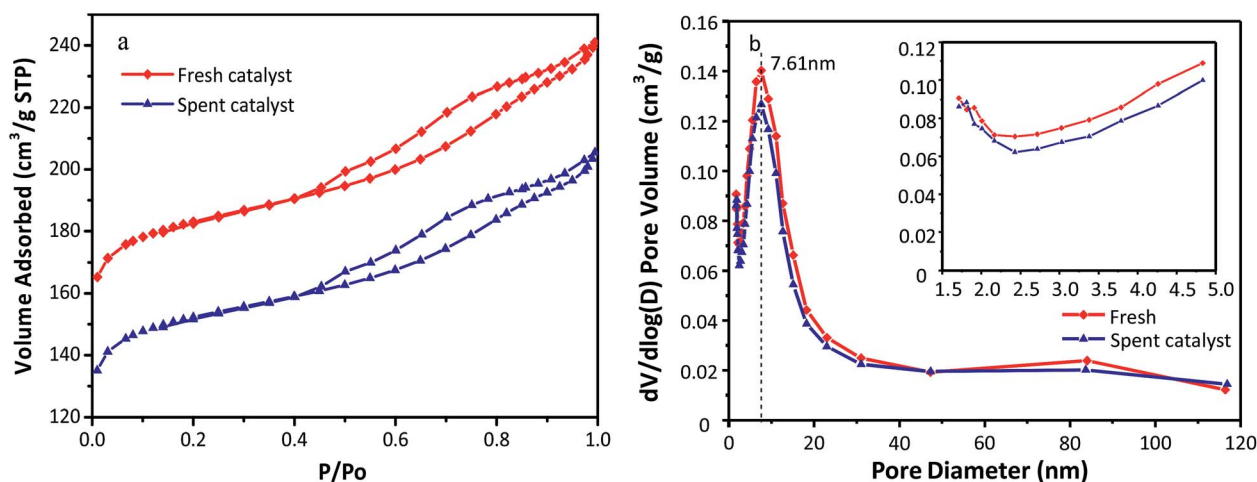 a
Fresh catalyst
Spent catalyst
Volume Adsorbed (cm³/g STP)
240
220
200
180
160
140
120
0.0 0.2 0.4 0.6 0.8 1.0
P/Po
b
7.61nm
dV/dlog(D) Pore Volume (cm³/g)
0.16
0.14
0.12
0.10
0.08
0.06
0.04
0.02
0
0 20 40 60 80 100 120
Pore Diameter (nm)
0.12
0.10
0.08
0.06
0.04
0.02
0
1.5 2.0 2.5 3.0 3.5 4.0 4.5 5.0
Fresh
Spent catalyst